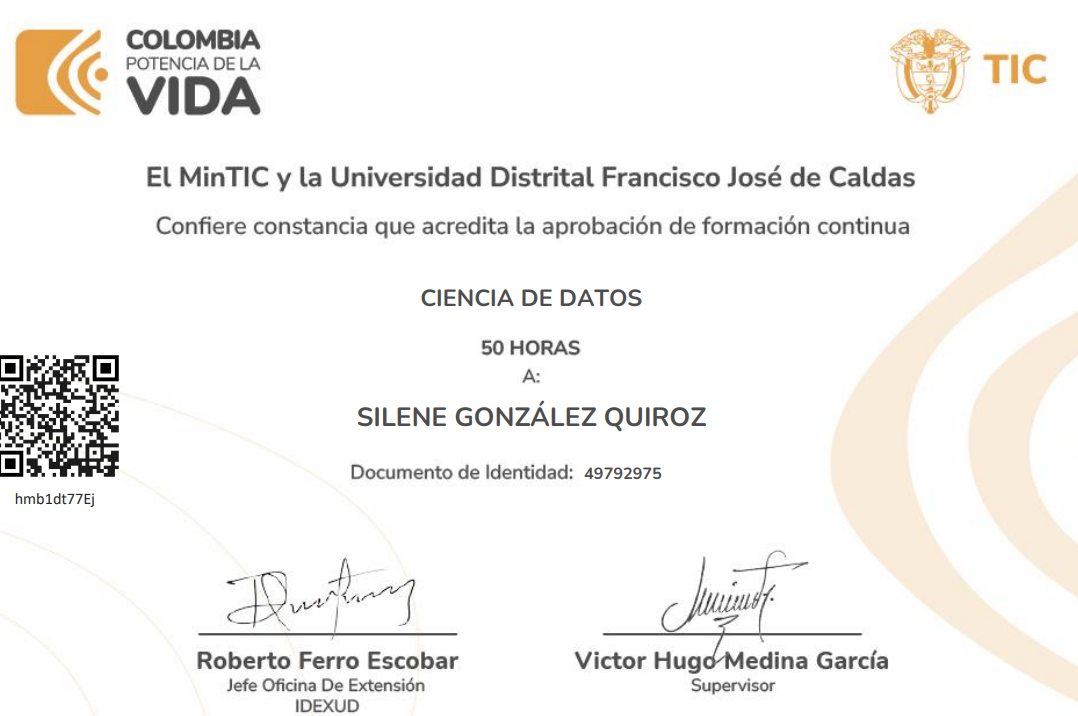 COLOMBIA
POTENCIA DE LA
VIDA
TIC
El MinTIC y la Universidad Distrital Francisco José de Caldas
Confiere constancia que acredita la aprobación de formación continua
CIENCIA DE DATOS
50 HORAS
A:
SILENE GONZÁLEZ QUIROZ
Documento de Identidad: 49792975
hmb1dt77Ej
Roberto Ferro Escobar
Jefe Oficina De Extensión
IDEXUD
Victor Hugo Medina García
Supervisor